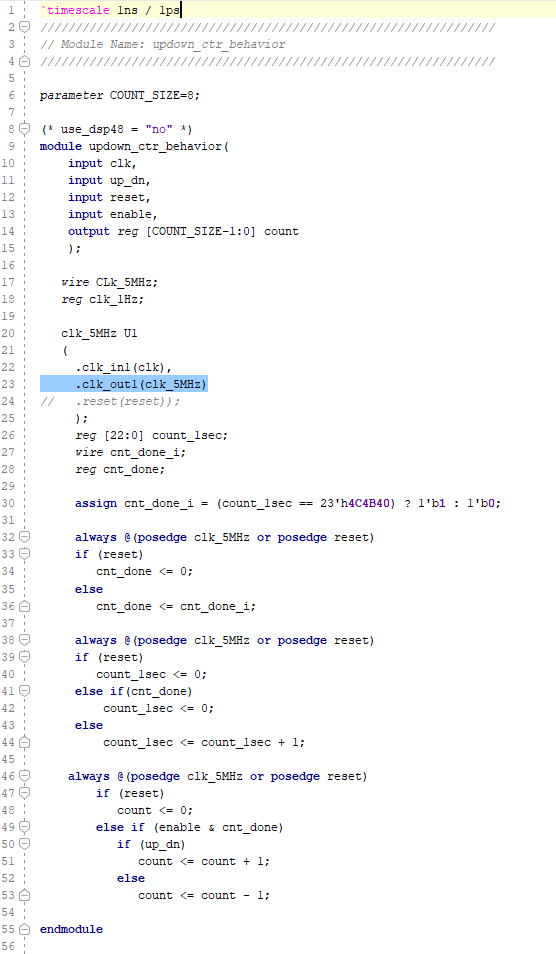 1 `timescale 1ns / 1ps
2 /////////////////////////////////////////////////////////////////
3 // Module Name: updown_ctr_behavior
4 /////////////////////////////////////////////////////////////////
5
6 parameter COUNT_SIZE=8;
7
8 (* use_dsp48 = "no" *)
9 module updown_ctr_behavior(
10 input clk,
11 input up_dn,
12 input reset,
13 input enable,
14 output reg [COUNT_SIZE-1:0] count
15 );
16
17 wire CLk_5MHz;
18 reg clk_1Hz;
19
20 clk_5MHz U1
21 (
22 .clk_in1(clk),
23 .clk_out1(clk_5MHz)
24 // .reset(reset));
25 );
26 reg [22:0] count_1sec;
27 wire cnt_done_i;
28 reg cnt_done;
29
30 assign cnt_done_i = (count_1sec == 23'h4C4B40) ? 1'b1 : 1'b0;
31
32 always @(posedge clk_5MHz or posedge reset)
33 if (reset)
34 cnt_done <= 0;
35 else
36 cnt_done <= cnt_done_i;
37
38 always @(posedge clk_5MHz or posedge reset)
39 if (reset)
40 count_1sec <= 0;
41 else if(cnt_done)
42 count_1sec <= 0;
43 else
44 count_1sec <= count_1sec + 1;
45
46 always @(posedge clk_5MHz or posedge reset)
47 if (reset)
48 count <= 0;
49 else if (enable & cnt_done)
50 if (up_dn)
51 count <= count + 1;
52 else
53 count <= count - 1;
54
55 endmodule
56